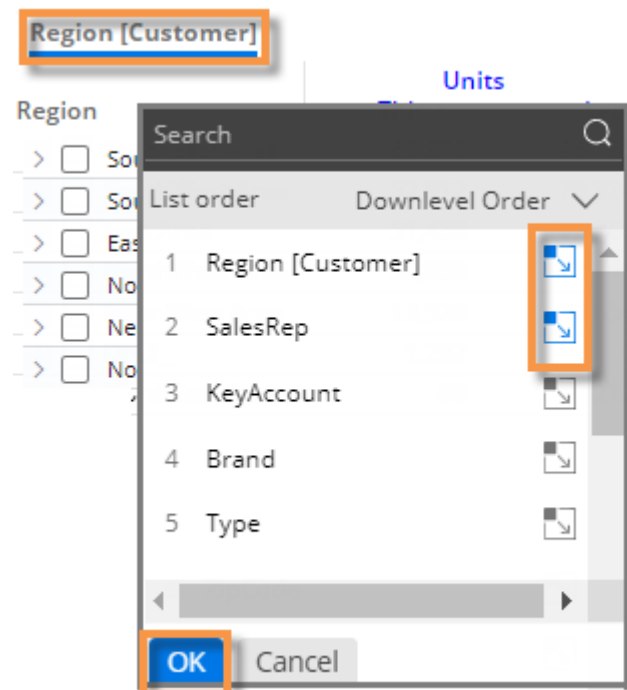 Region [Customer]
Units
Region
Search
List order Downlevel Order
1 Region [Customer]
2 SalesRep
3 KeyAccount
4 Brand
5 Type
OK Cancel